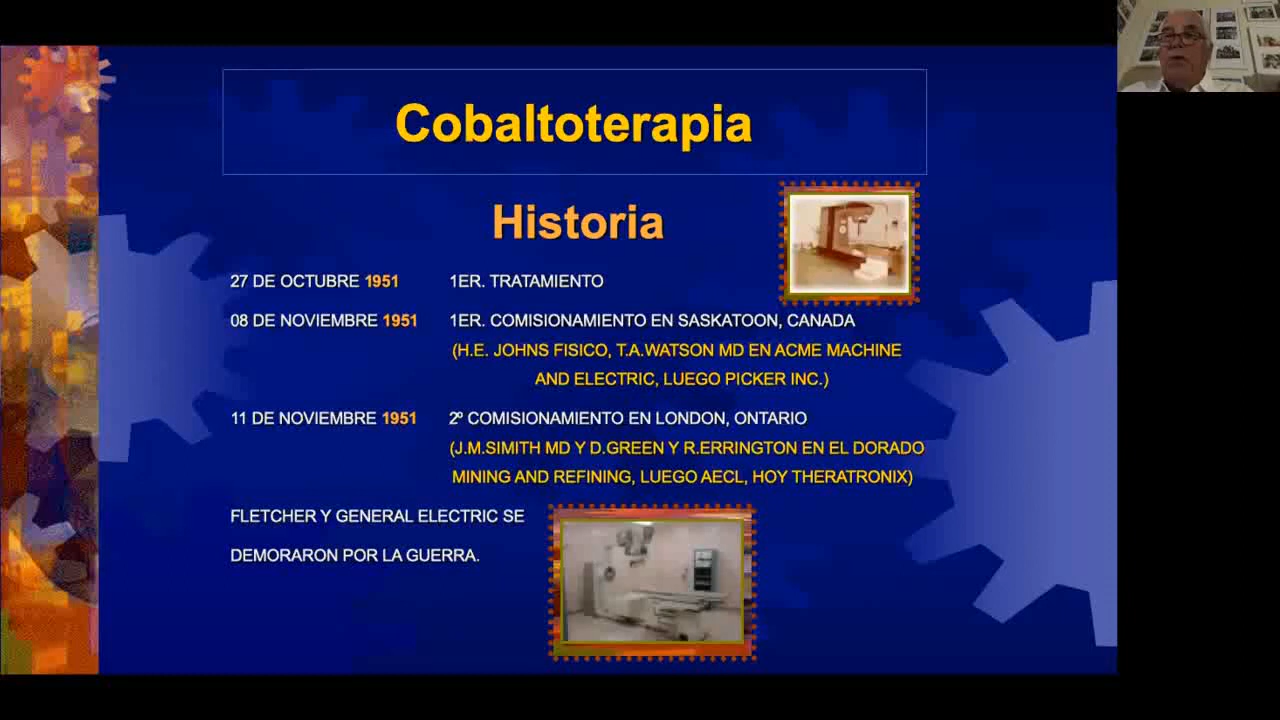 Cobaltoterapia
Historia
27 DE OCTUBRE 1951 1ER. TRATAMIENTO
08 DE NOVIEMBRE 1951 1ER. COMISIONAMIENTO EN SASKATOON, CANADA
(H.E. JOHNS FISICO, T.A.WATSON MD EN ACME MACHINE
AND ELECTRIC, LUEGO PICKER INC.)
11 DE NOVIEMBRE 1951 2º COMISIONAMIENTO EN LONDON, ONTARIO
(J.M.SIMITH MD Y D.GREEN Y R.ERRINGTON EN EL DORADO
MINING AND REFINING, LUEGO AECL, HOY THERATRONIX)
FLETCHER Y GENERAL ELECTRIC SE
DEMORARON POR LA GUERRA.